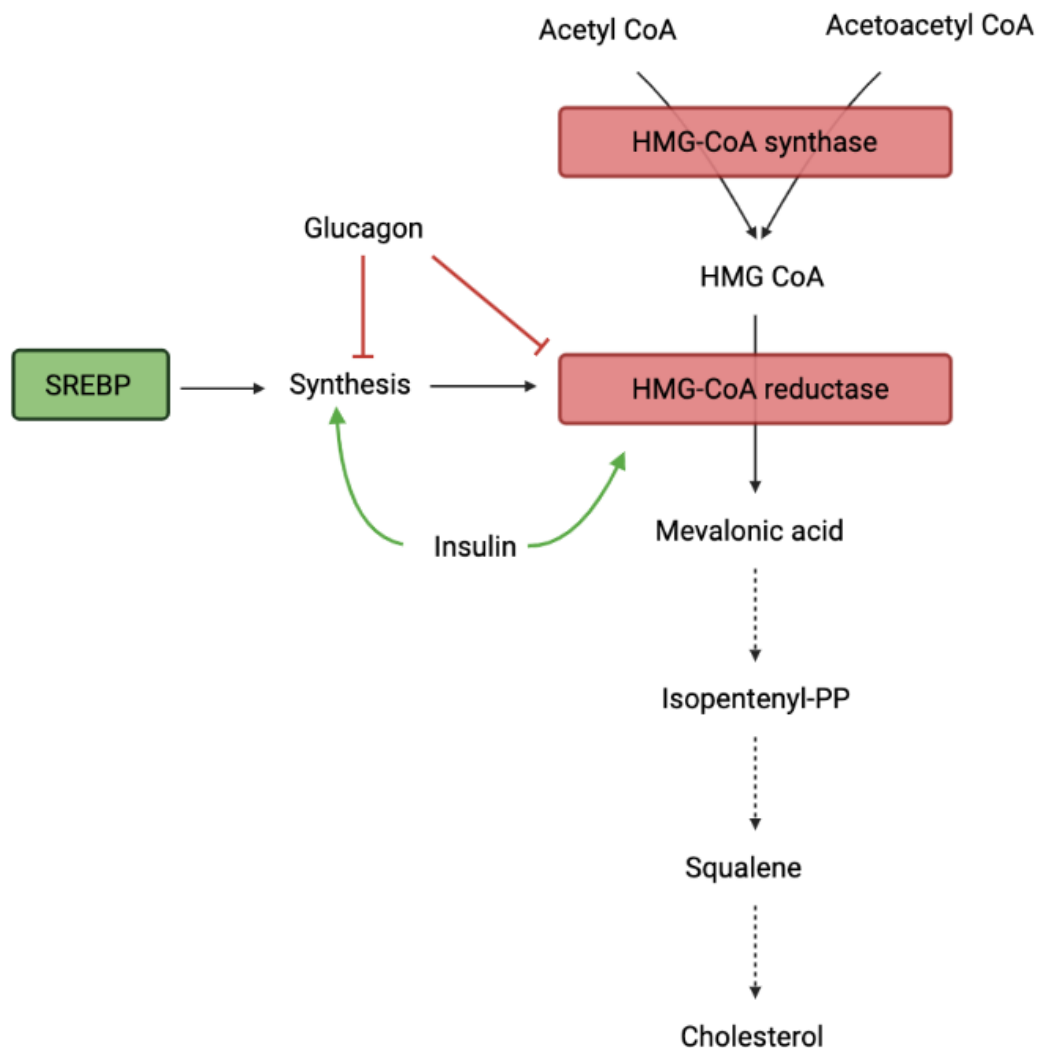 Acetyl CoA
Acetoacetyl CoA
HMG-CoA synthase
Glucagon
HMG CoA
SREBP
Synthesis
HMG-CoA reductase
Insulin
Mevalonic acid
Isopentenyl-PP
Squalene
Cholesterol